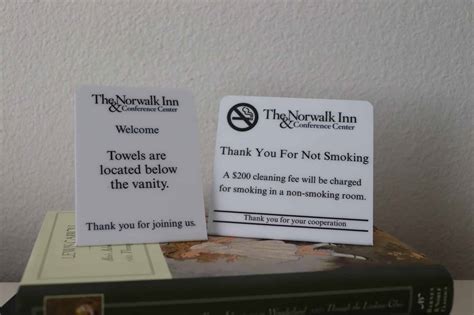 The Norwalk Inn
& Conference Center
Welcome
Towels are
located below
the vanity.
Thank you for joining us.
The Norwalk Inn
& Conference Center
Thank You For Not Smoking
A $200 cleaning fee will be charged
for smoking in a non-smoking room.
Thank you for your cooperation
LEWIS CARROLL